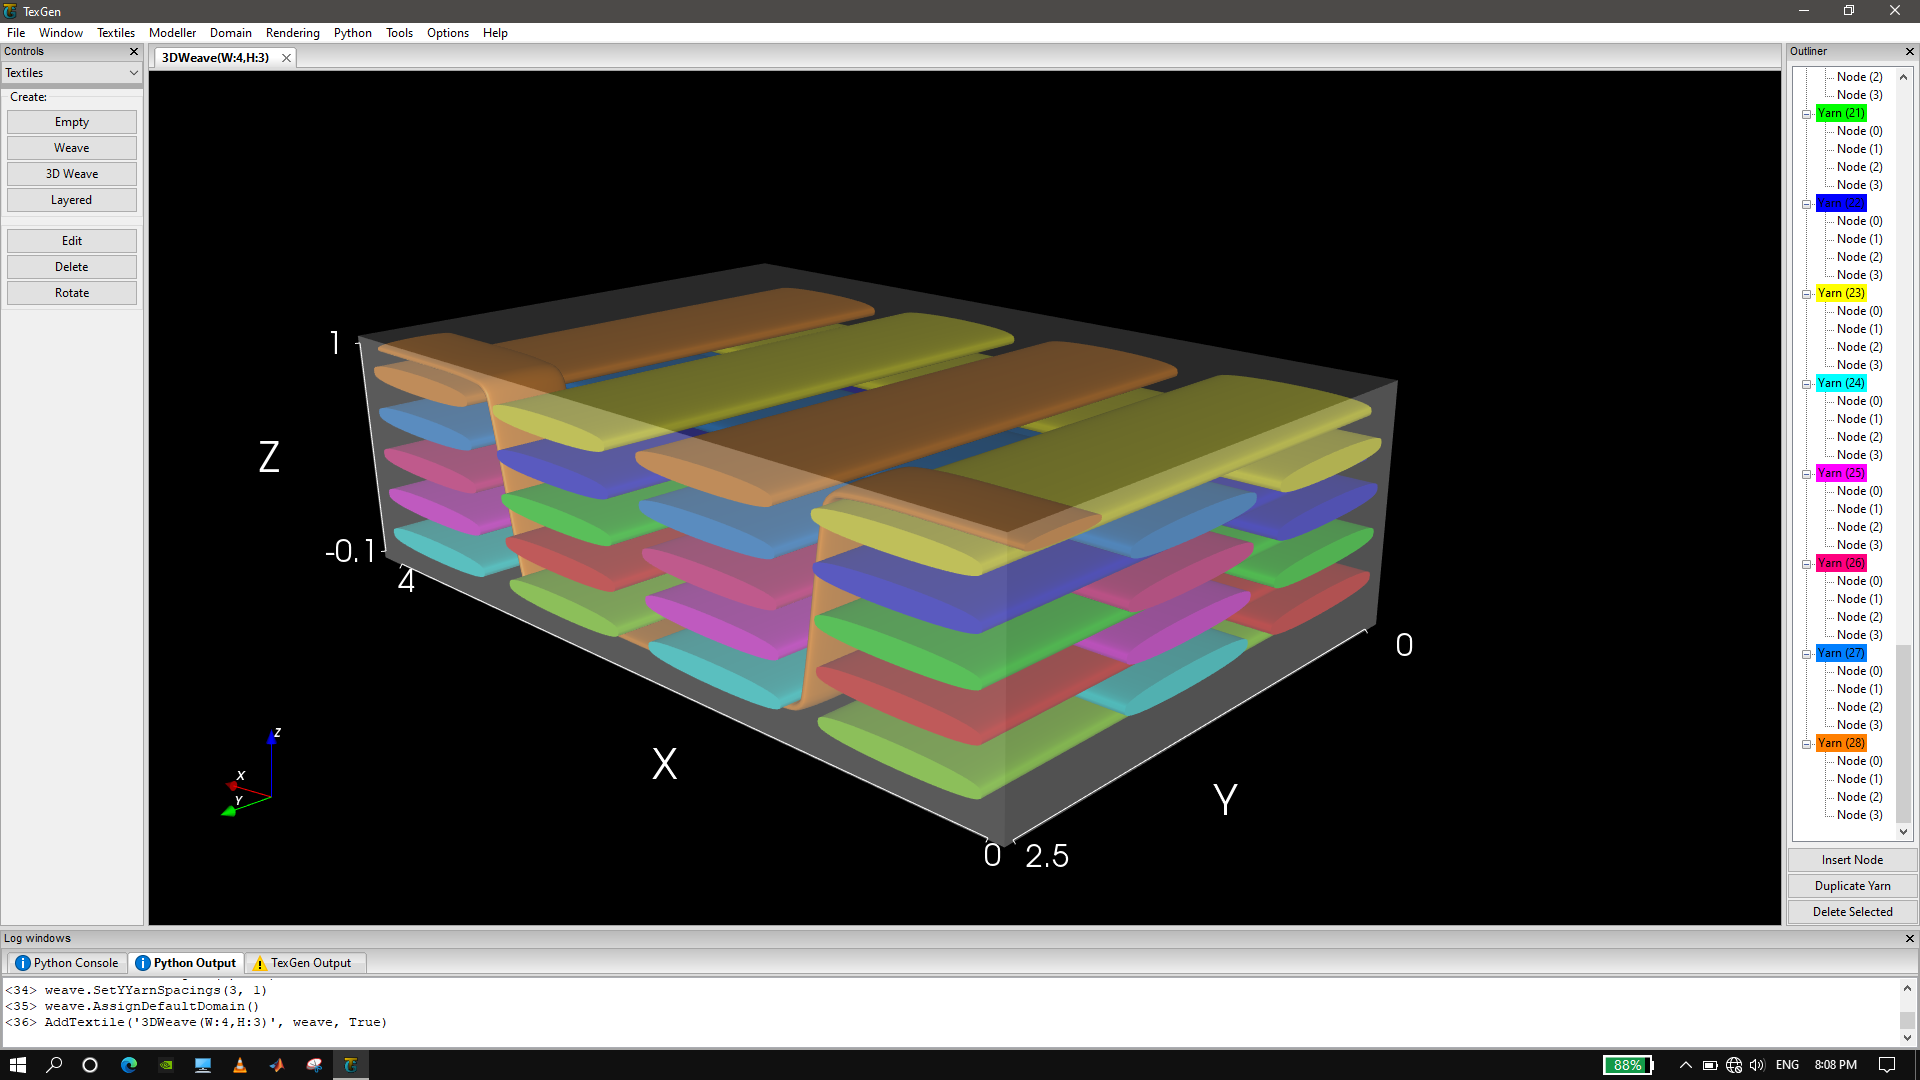 TexGen
File Window Textiles Modeller Domain Rendering Python Tools Options Help
Controls
Textiles
Create:
Empty
Weave
3D Weave
Layered
Edit
Delete
Rotate
3DWeave(W:4,H:3)
1
Z
-0.1
4
X
0
2.5
Y
0
Z
X
Y
Outliner
Node (2)
Node (3)
Yarn (21)
Node (0)
Node (1)
Node (2)
Node (3)
Yarn (22)
Node (0)
Node (1)
Node (2)
Node (3)
Yarn (23)
Node (0)
Node (1)
Node (2)
Node (3)
Yarn (24)
Node (0)
Node (1)
Node (2)
Node (3)
Yarn (25)
Node (0)
Node (1)
Node (2)
Node (3)
Yarn (26)
Node (0)
Node (1)
Node (2)
Node (3)
Yarn (27)
Node (0)
Node (1)
Node (2)
Node (3)
Yarn (28)
Node (0)
Node (1)
Node (2)
Node (3)
Insert Node
Duplicate Yarn
Delete Selected
Log windows
Python Console Python Output TexGen Output
<34> weave.SetYYarnSpacings(3, 1)
<35> weave.AssignDefaultDomain()
<36> AddTextile('3DWeave(W:4,H:3)', weave, True)
88% ENG 8:08 PM